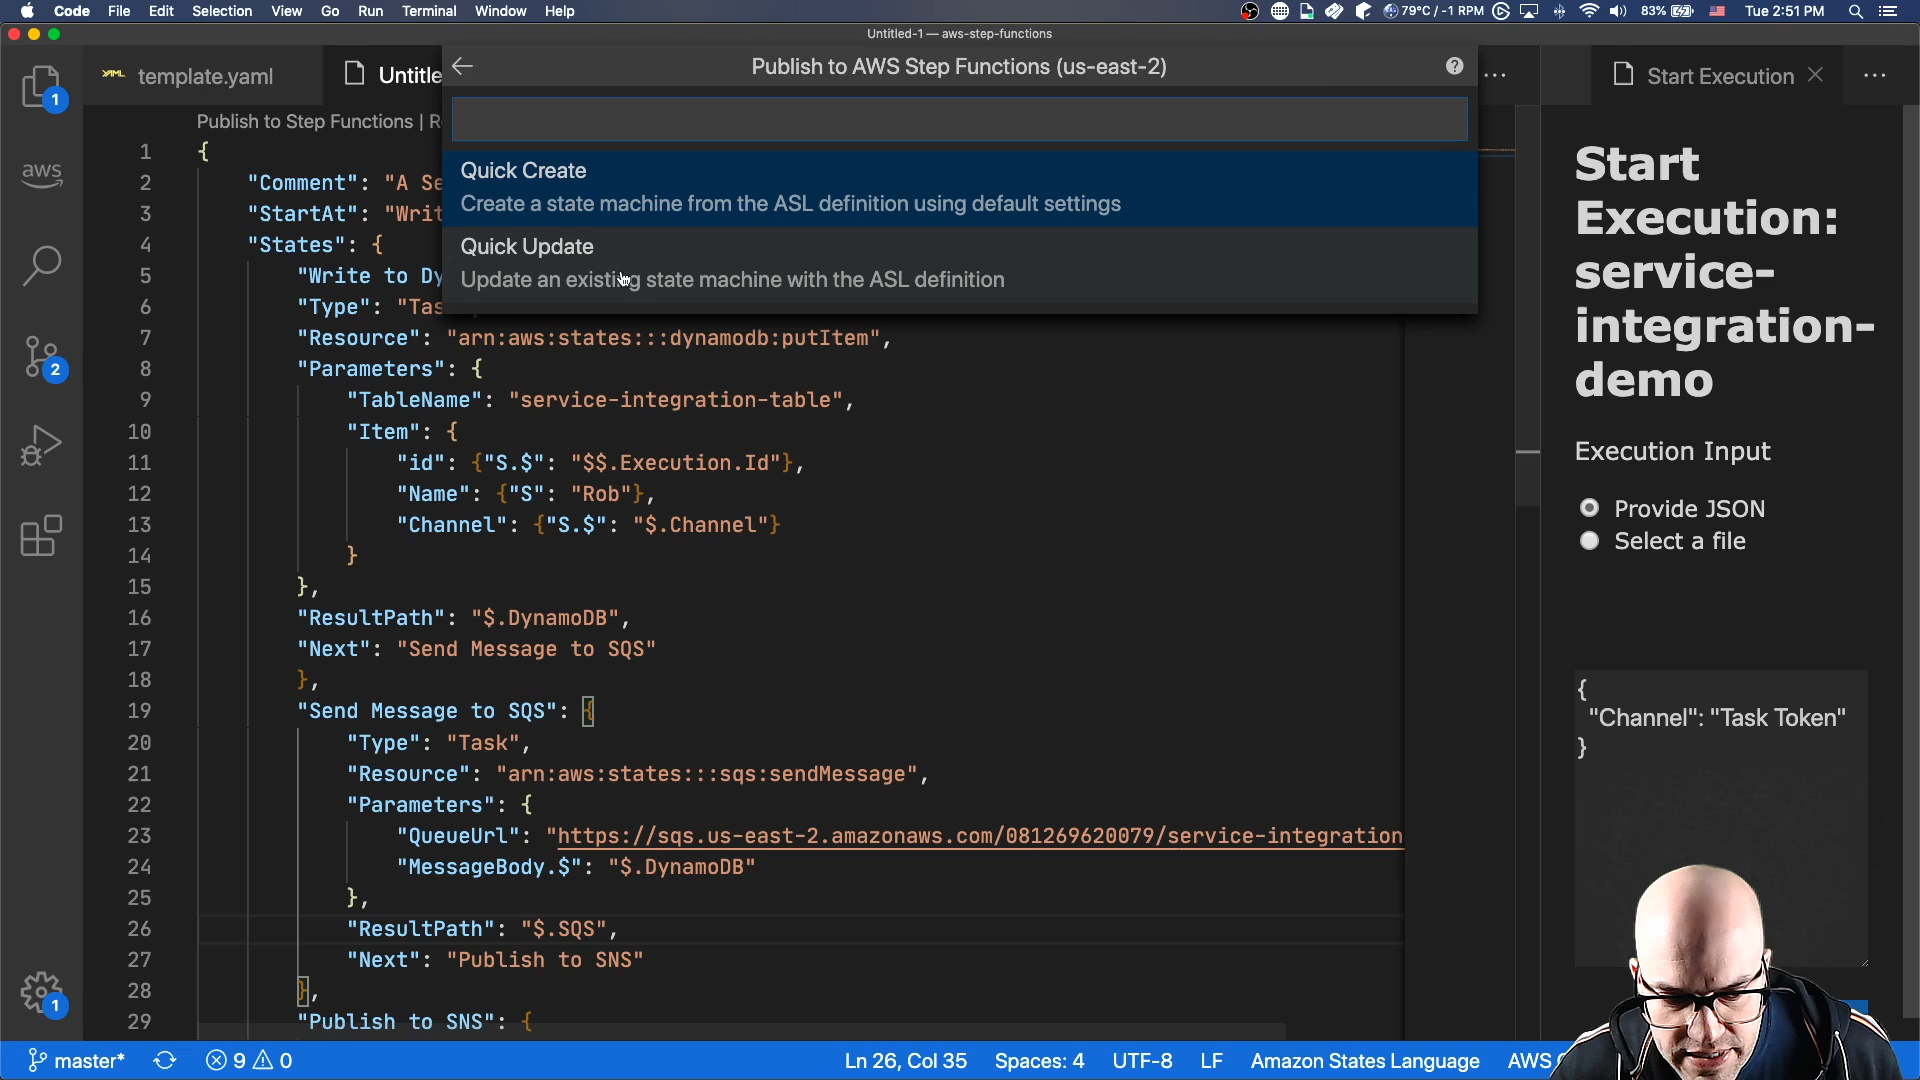 Code File Edit Selection View Go Run Terminal Window Help
79°C / -1 RPM 83% Tue 2:51 PM
Untitled-1 — aws-step-functions
YAML template.yaml
Untitle
Publish to AWS Step Functions (us-east-2)
?
Start Execution
Publish to Step Functions | R
Quick Create
Create a state machine from the ASL definition using default settings
Quick Update
Update an existing state machine with the ASL definition
1 {
2 "Comment": "A Se
3 "StartAt": "Writ
4 "States": {
5 "Write to Dy
6 "Type": "Tas
7 "Resource": "arn:aws:states:::dynamodb:putItem",
8 "Parameters": {
9 "TableName": "service-integration-table",
10 "Item": {
11 "id": {"S.$": "$$.Execution.Id"},
12 "Name": {"S": "Rob"},
13 "Channel": {"S.$": "$.Channel"}
14 }
15 },
16 "ResultPath": "$.DynamoDB",
17 "Next": "Send Message to SQS"
18 },
19 "Send Message to SQS": {
20 "Type": "Task",
21 "Resource": "arn:aws:states:::sqs:sendMessage",
22 "Parameters": {
23 "QueueUrl": "https://sqs.us-east-2.amazonaws.com/081269620079/service-integration
24 "MessageBody.$": "$.DynamoDB"
25 },
26 "ResultPath": "$.SQS",
27 "Next": "Publish to SNS"
28 },
29 "Publish to SNS": {
1
aws
2
1
Start
Execution:
service-
integration-
demo
Execution Input
Provide JSON
Select a file
{
"Channel": "Task Token"
}
master* 9 0 Ln 26, Col 35 Spaces: 4 UTF-8 LF Amazon States Language AWS